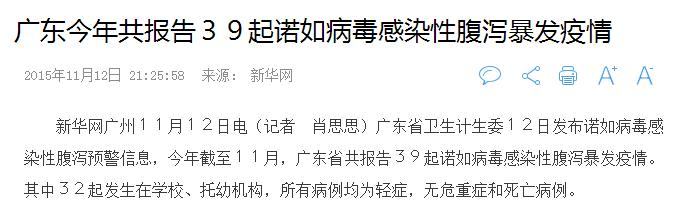 广东今年共报告３９起诺如病毒感染性腹泻暴发疫情
2015年11月12日 21:25:58 来源： 新华网
A+ A-
新华网广州１１月１２日电（记者　肖思思）广东省卫生计生委１２日发布诺如病毒感
染性腹泻预警信息，今年截至１１月，广东省共报告３９起诺如病毒感染性腹泻暴发疫情。
其中３２起发生在学校、托幼机构，所有病例均为轻症，无危重症和死亡病例。